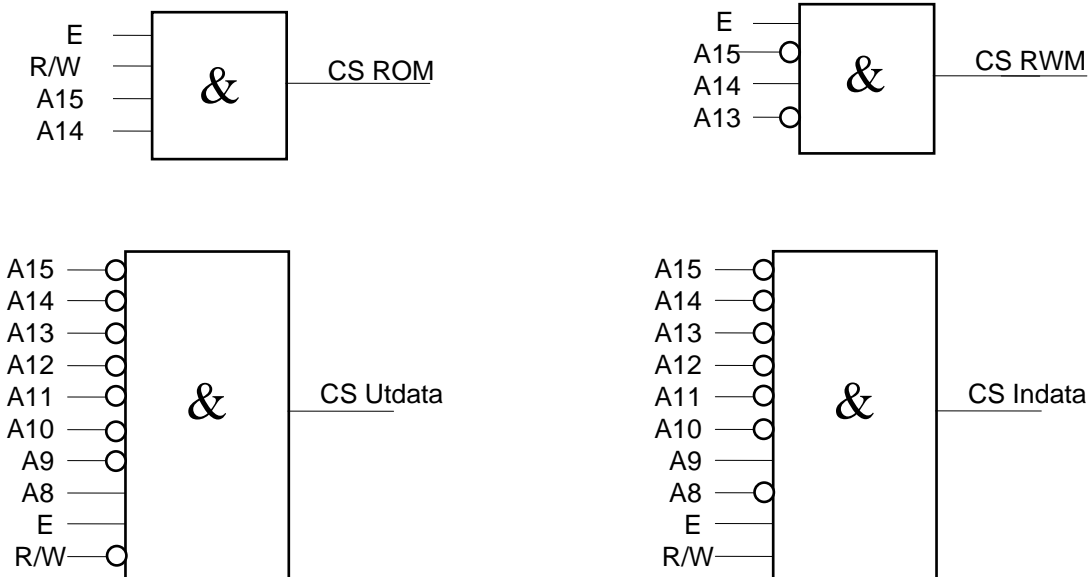 E
R/W
A15
A14
&
CS ROM
E
A15
A14
A13
&
CS RWM
A15
A14
A13
A12
A11
A10
A9
A8
E
R/W
&
CS Utdata
A15
A14
A13
A12
A11
A10
A9
A8
E
R/W
&
CS Indata